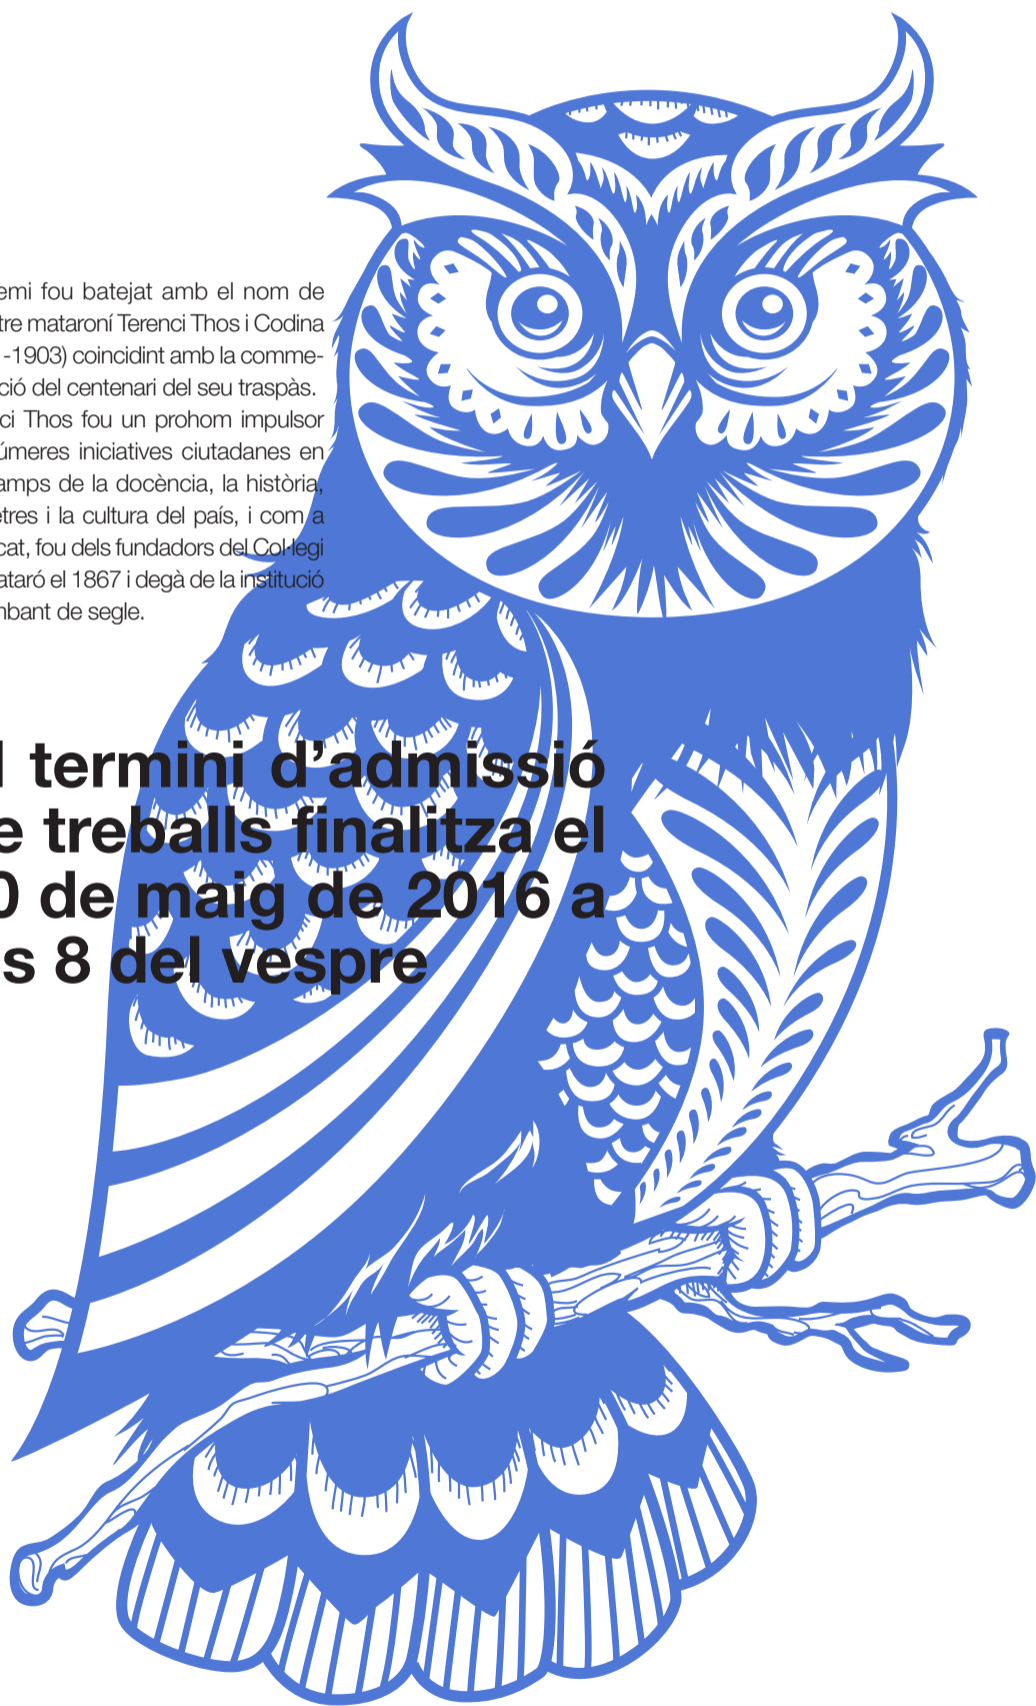 emi fou batejat amb el nom de
tre mataroní Terenci Thos i Codina
-1903) coincidint amb la comme-
ció del centenari del seu traspàs.
ci Thos fou un prohom impulsor
úmeres iniciatives ciutadanes en
amps de la docència, la història,
etres i la cultura del país, i com a
cat, fou dels fundadors del Col·legi
ataró el 1867 i degà de la institució
mbant de segle.
l termini d’admissió
e treballs finalitza el
0 de maig de 2016 a
s 8 del vespre